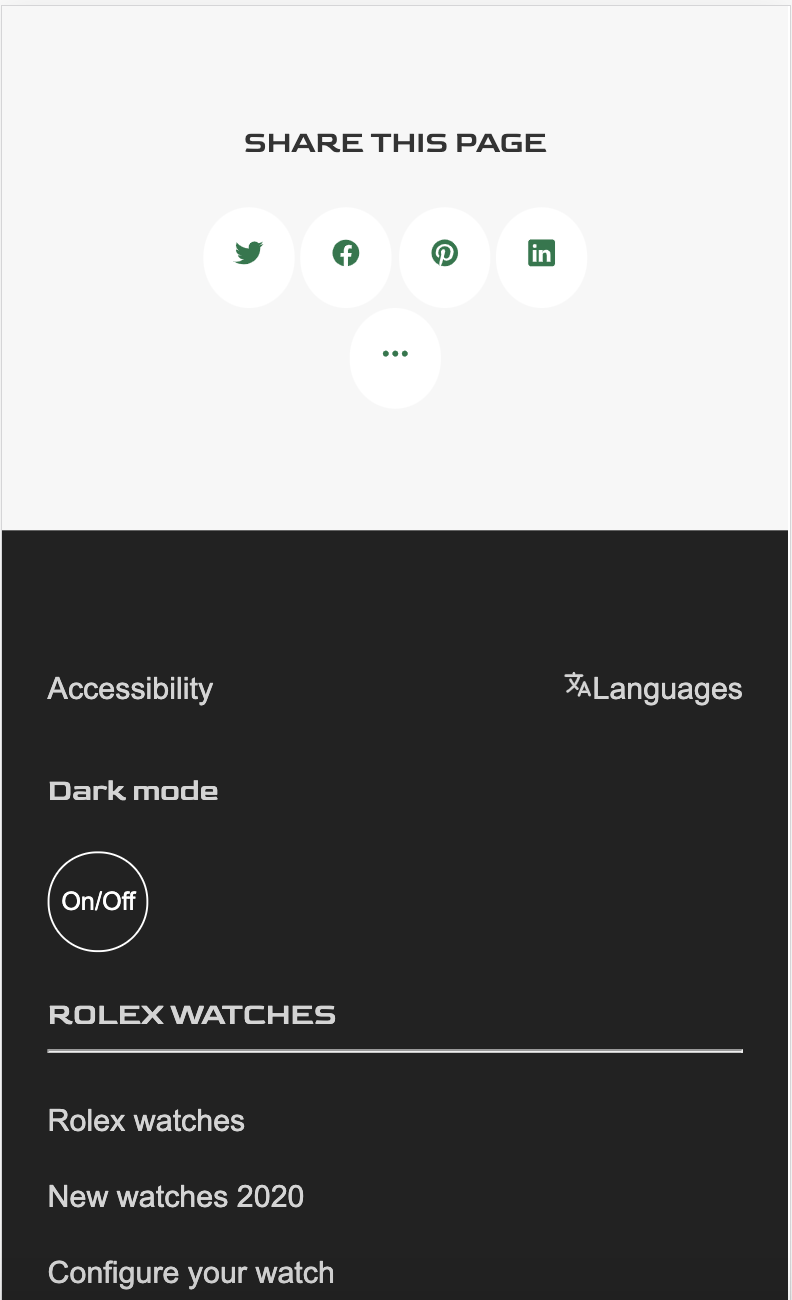 SHARE THIS PAGE
Accessibility
Languages
Dark mode
On/Off
ROLEX WATCHES
Rolex watches
New watches 2020
Configure your watch